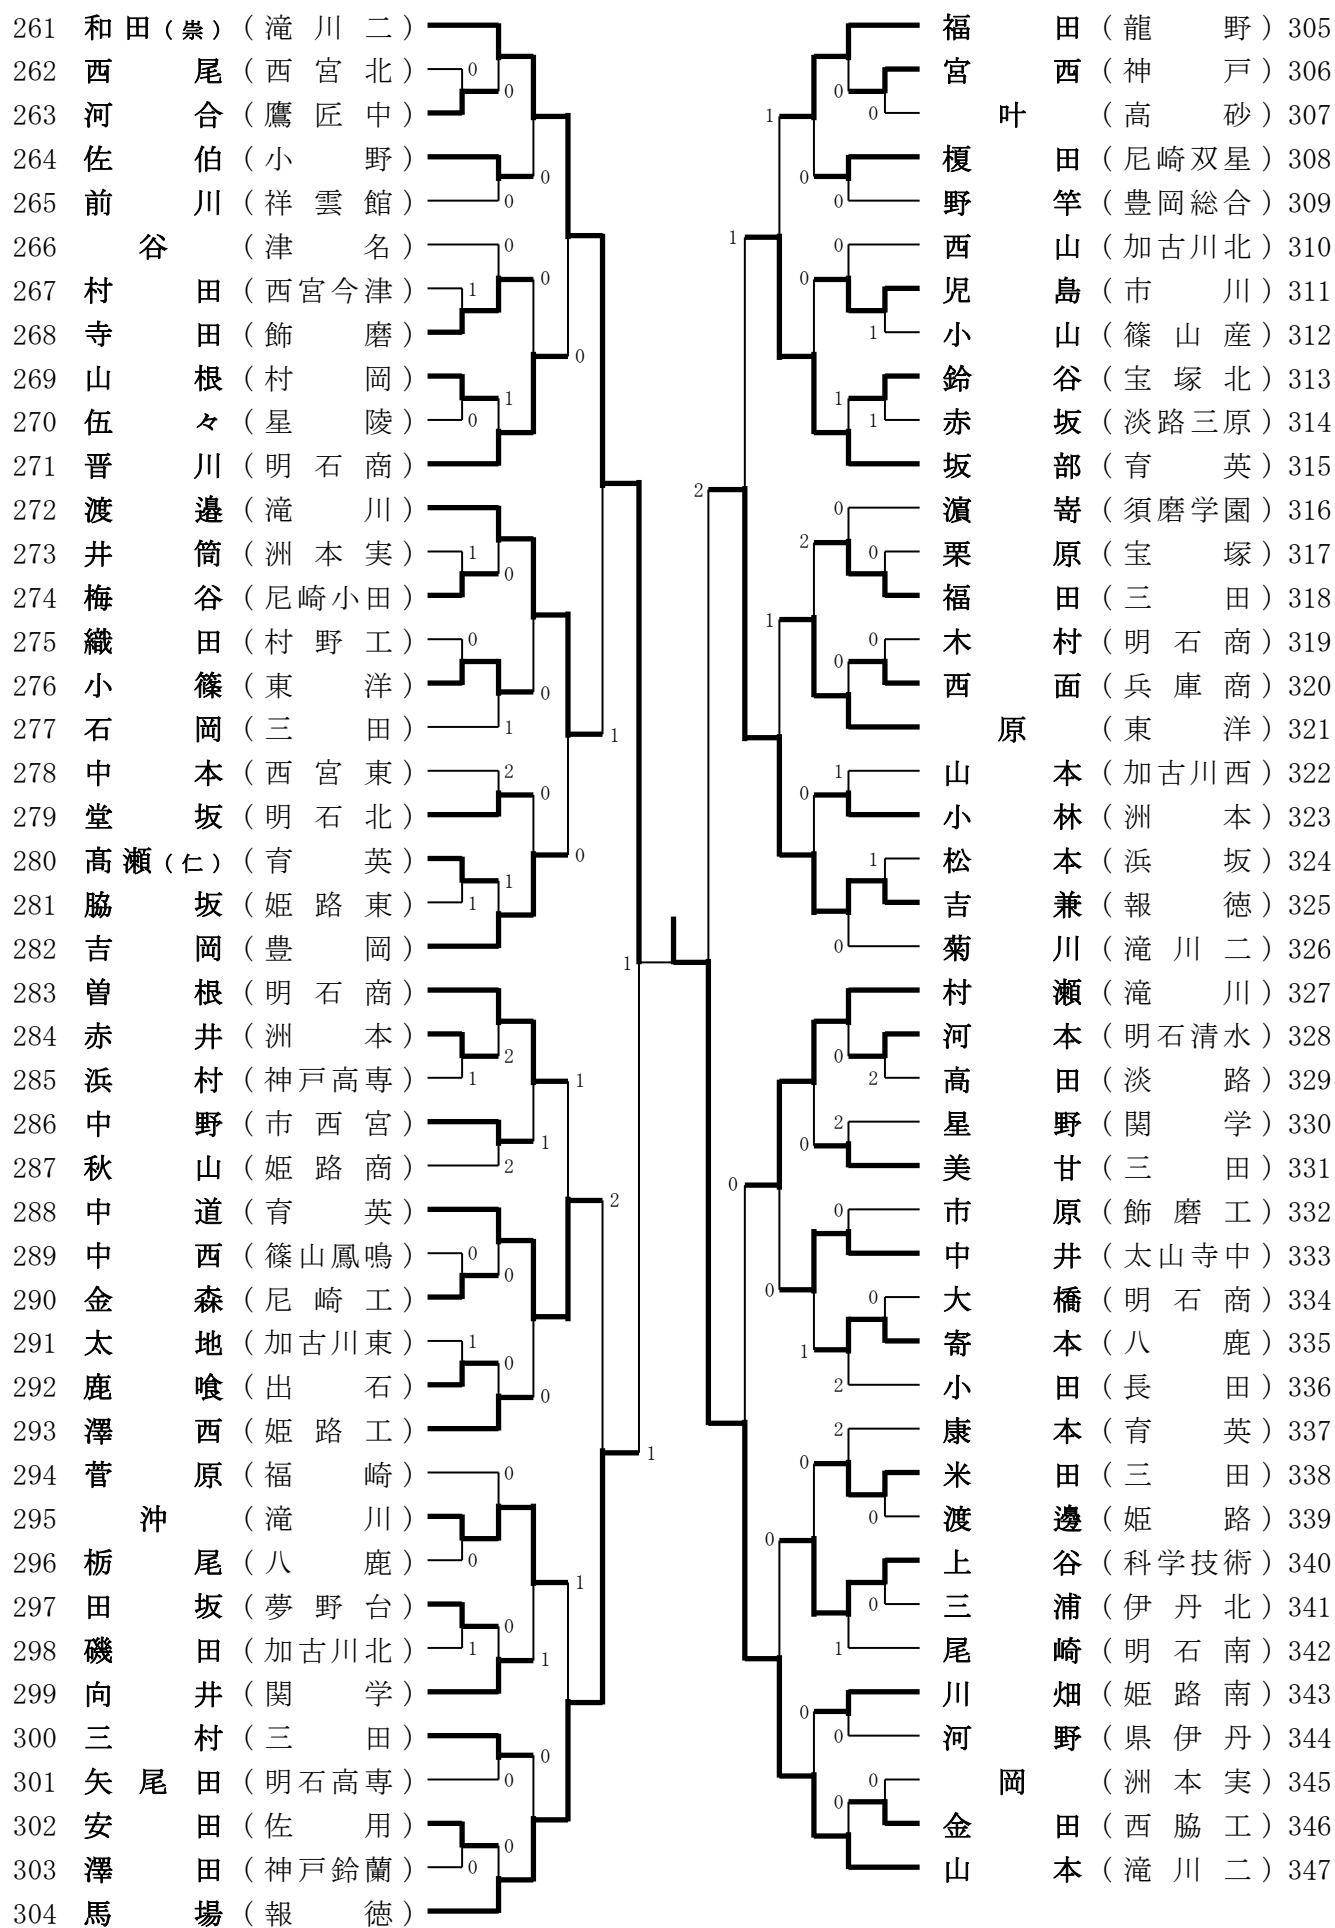 261 和田(崇) (滝川二)
262 西尾 (西宮北)
263 河合 (鷹匠中)
264 佐伯 (小野)
265 前川 (祥雲館)
266 谷 (津名)
267 村田 (西宮今津)
268 寺田 (飾磨)
269 山根 (村岡)
270 伍々 (星陵)
271 晋川 (明石商)
272 渡邉 (滝川)
273 井筒 (洲本実)
274 梅谷 (尼崎小田)
275 織田 (村野工)
276 小篠 (東洋)
277 石岡 (三田)
278 中本 (西宮東)
279 堂坂 (明石北)
280 髙瀬(仁) (育英)
281 脇坂 (姫路東)
282 吉岡 (豊岡)
283 曽根 (明石商)
284 赤井 (洲本)
285 浜村 (神戸高専)
286 中野 (市西宮)
287 秋山 (姫路商)
288 中道 (育英)
289 中西 (篠山鳳鳴)
290 金森 (尼崎工)
291 太地 (加古川東)
292 鹿喰 (出石)
293 澤西 (姫路工)
294 菅原 (福崎)
295 沖 (滝川)
296 栃尾 (八鹿)
297 田坂 (夢野台)
298 磯田 (加古川北)
299 向井 (関学)
300 三村 (三田)
301 矢尾田 (明石高専)
302 安田 (佐用)
303 澤田 (神戸鈴蘭)
304 馬場 (報徳)
福田 (龍野) 305
宮西 (神戸) 306
叶 (高砂) 307
榎田 (尼崎双星) 308
野竿 (豊岡総合) 309
西山 (加古川北) 310
児島 (市川) 311
小山 (篠山産) 312
鈴谷 (宝塚北) 313
赤坂 (淡路三原) 314
坂部 (育英) 315
濵嵜 (須磨学園) 316
栗原 (宝塚) 317
福田 (三田) 318
木村 (明石商) 319
西面 (兵庫商) 320
原 (東洋) 321
山本 (加古川西) 322
小林 (洲本) 323
松本 (浜坂) 324
吉兼 (報徳) 325
菊川 (滝川二) 326
村瀬 (滝川) 327
河本 (明石清水) 328
高田 (淡路) 329
星野 (関学) 330
美甘 (三田) 331
市原 (飾磨工) 332
中井 (太山寺中) 333
大橋 (明石商) 334
寄本 (八鹿) 335
小田 (長田) 336
康本 (育英) 337
米田 (三田) 338
渡邊 (姫路) 339
上谷 (科学技術) 340
三浦 (伊丹北) 341
尾崎 (明石南) 342
川畑 (姫路南) 343
河野 (県伊丹) 344
岡 (洲本実) 345
金田 (西脇工) 346
山本 (滝川二) 347